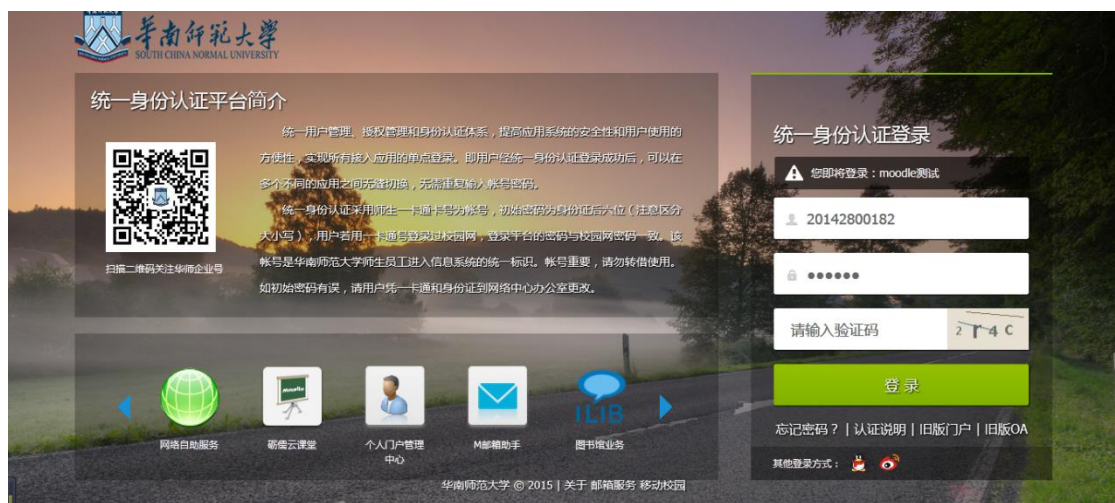 華南师範大學
SOUTH CHINA NORMAL UNIVERSITY
统一身份认证平台简介
统一用户管理、授权管理和身份认证体系，提高应用系统的安全性和用户使用的
方便性，实现所有接入应用的单点登录。即用户经统一身份认证登录成功后，可以在
多个不同的应用之间无缝切换，无需重复输入帐号密码。
统一身份认证采用师生一卡通卡号为帐号，初始密码为身份证后六位（注意区分
大小写），用户若用一卡通号登录过校园网，登录平台的密码与校园网密码一致。该
帐号是华南师范大学师生员工进入信息系统的统一标识。帐号重要，请勿转借使用。
如初始密码有误，请用户凭一卡通和身份证到网络中心办公室更改。
扫描二维码关注华师企业号
统一身份认证登录
您即将登录：moodle测试
20142800182
请输入验证码
2 r 4 C
登 录
忘记密码？ | 认证说明 | 旧版门户 | 旧版OA
其他登录方式：
Moodle
ILIB
网络自助服务
砺儒云课堂
个人门户管理
中心
M邮箱助手
图书馆业务
华南师范大学 © 2015 | 关于 邮箱服务 移动校园